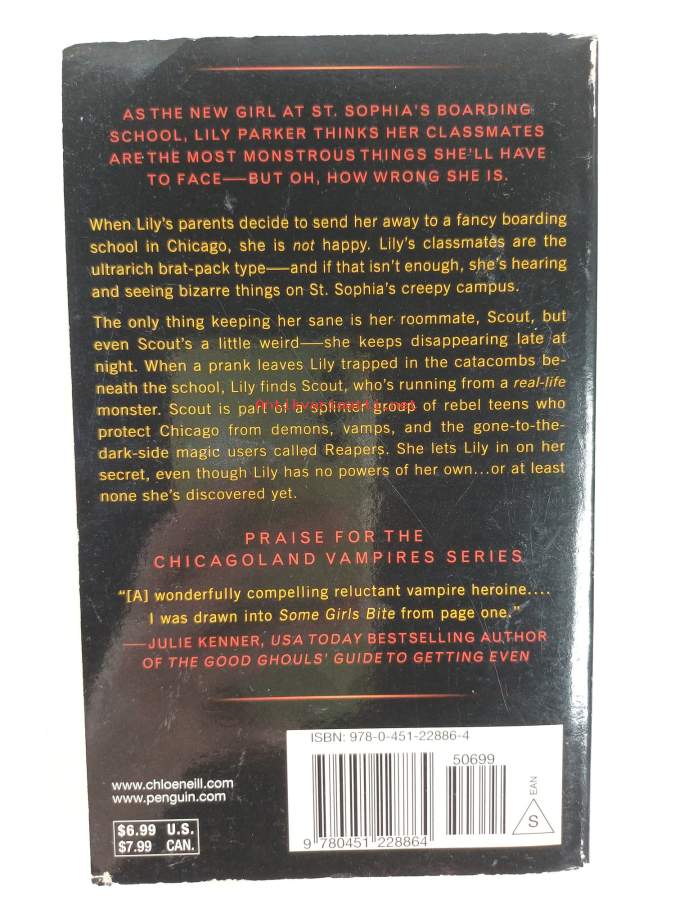 AS THE NEW GIRL AT ST. SOPHIA'S BOARDING
SCHOOL, LILY PARKER THINKS HER CLASSMATES
ARE THE MOST MONSTROUS THINGS SHE'LL HAVE
TO FACE—BUT OH, HOW WRONG SHE IS.
When Lily's parents decide to send her away to a fancy boarding
school in Chicago, she is not happy. Lily's classmates are the
ultrarich brat-pack type—and if that isn't enough, she's hearing
and seeing bizarre things on St. Sophia's creepy campus.
The only thing keeping her sane is her roommate, Scout, but
even Scout's a little weird—she keeps disappearing late at
night. When a prank leaves Lily trapped in the catacombs be-
neath the school, Lily finds Scout, who's running from a real-life
monster. Scout is part of a splinter group of rebel teens who
protect Chicago from demons, vamps, and the gone-to-the-
dark-side magic users called Reapers. She lets Lily in on her
secret, even though Lily has no powers of her own...or at least
none she's discovered yet.
PRAISE FOR THE
CHICAGOLAND VAMPIRES SERIES
"[A] wonderfully compelling reluctant vampire heroine....
I was drawn into Some Girls Bite from page one."
—JULIE KENNER, USA TODAY BESTSELLING AUTHOR
OF THE GOOD GHOULS' GUIDE TO GETTING EVEN
ISBN: 978-0-451-22886-4
50699
EAN
S
9 780451 228864
www.chloeneill.com
www.penguin.com
$6.99 U.S.
$7.99 CAN.